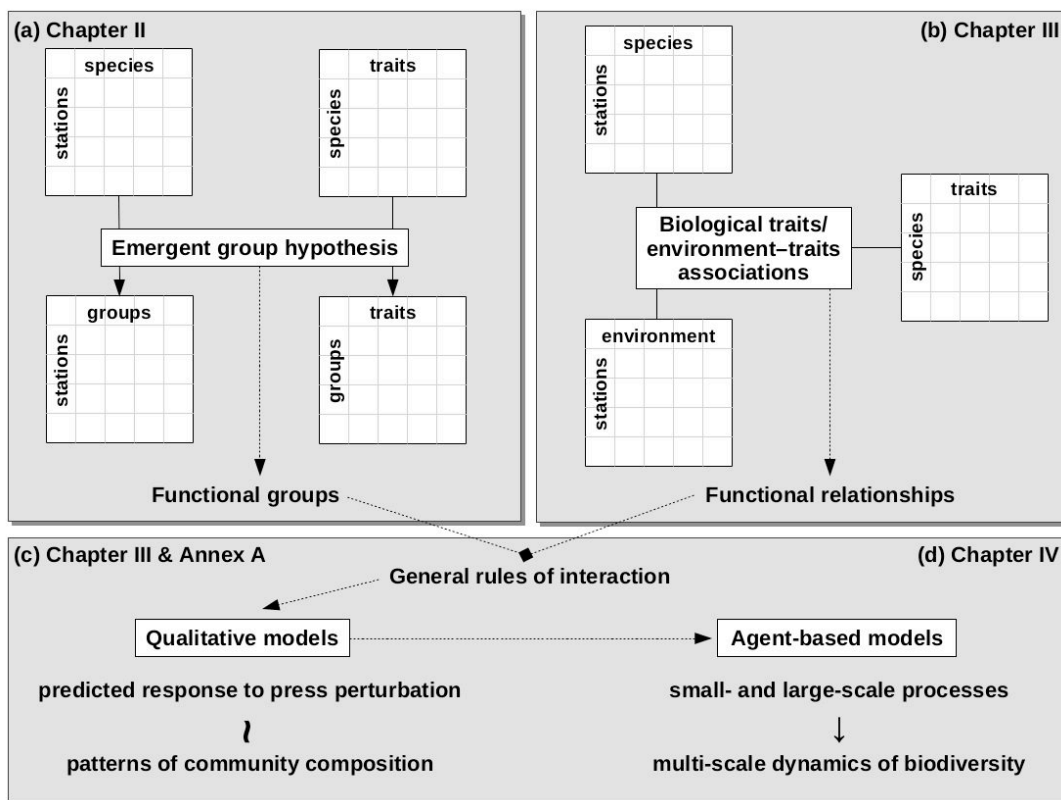 (a) Chapter II
species
stations
traits
species
Emergent group hypothesis
groups
stations
traits
groups
Functional groups
(b) Chapter III
species
stations
traits
species
Biological traits/
environment–traits
associations
environment
stations
Functional relationships
(c) Chapter III & Annex A
(d) Chapter IV
General rules of interaction
Qualitative models
Agent-based models
predicted response to press perturbation
small- and large-scale processes
≀
↓
patterns of community composition
multi-scale dynamics of biodiversity